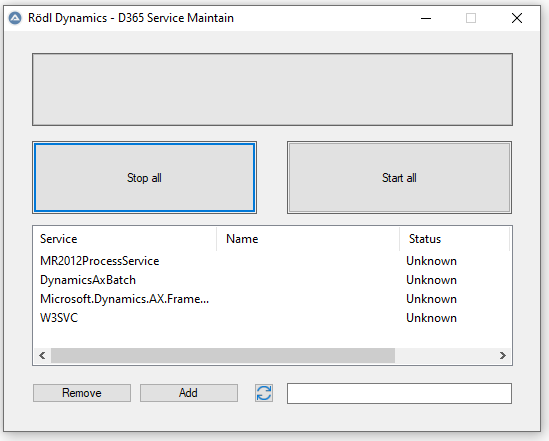 Rödl Dynamics - D365 Service Maintain
Stop all
Start all
Service Name Status
MR2012ProcessService Unknown
DynamicsAxBatch Unknown
Microsoft.Dynamics.AX.Frame... Unknown
W3SVC Unknown
Remove Add